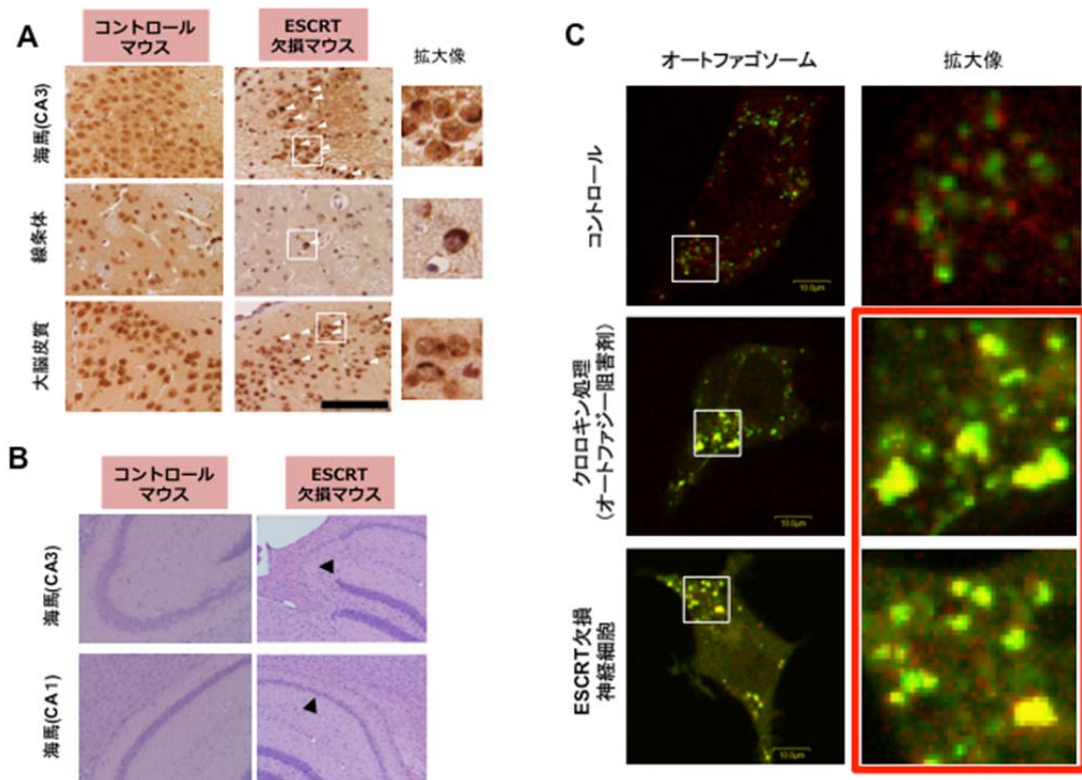 A
コントロール
マウス
ESCRT
欠損マウス
拡大像
海馬(CA3)
線条体
大脳皮質
B
コントロール
マウス
ESCRT
欠損マウス
海馬(CA3)
海馬(CA1)
C
オートファゴソーム
拡大像
コントロール
10.0μm
クロロキン処理
(オートファジー阻害剤)
10.0μm
ESCRT欠損
神経細胞
10.0μm